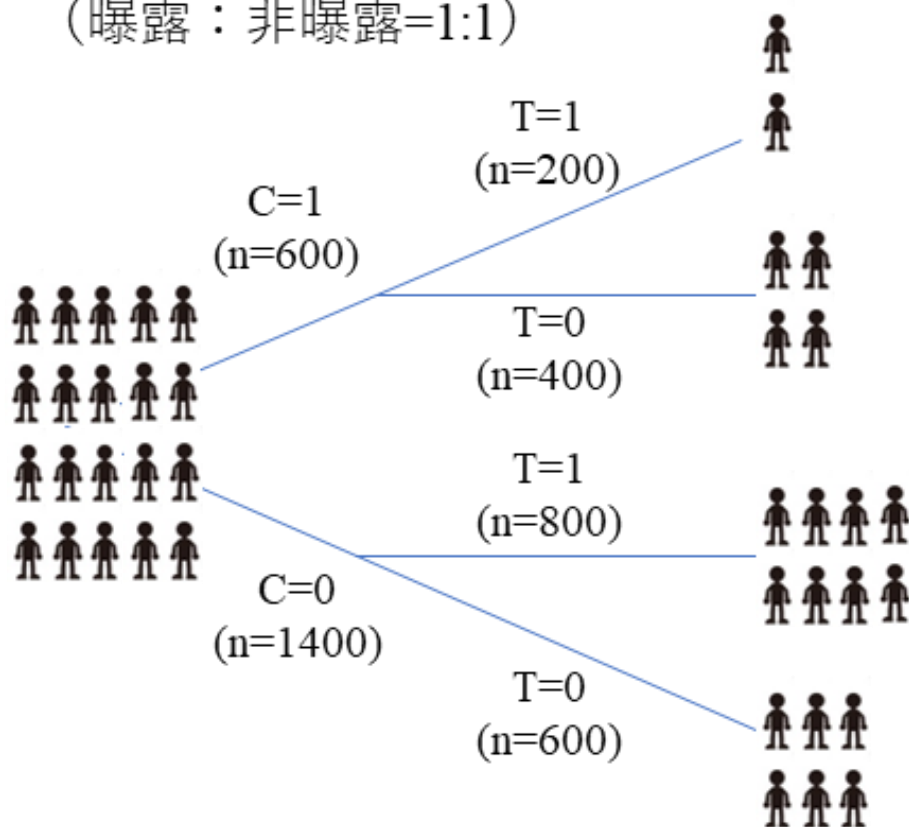 （曝露：非曝露=1:1）
T=1
(n=200)
C=1
(n=600)
T=0
(n=400)
T=1
(n=800)
C=0
(n=1400)
T=0
(n=600)